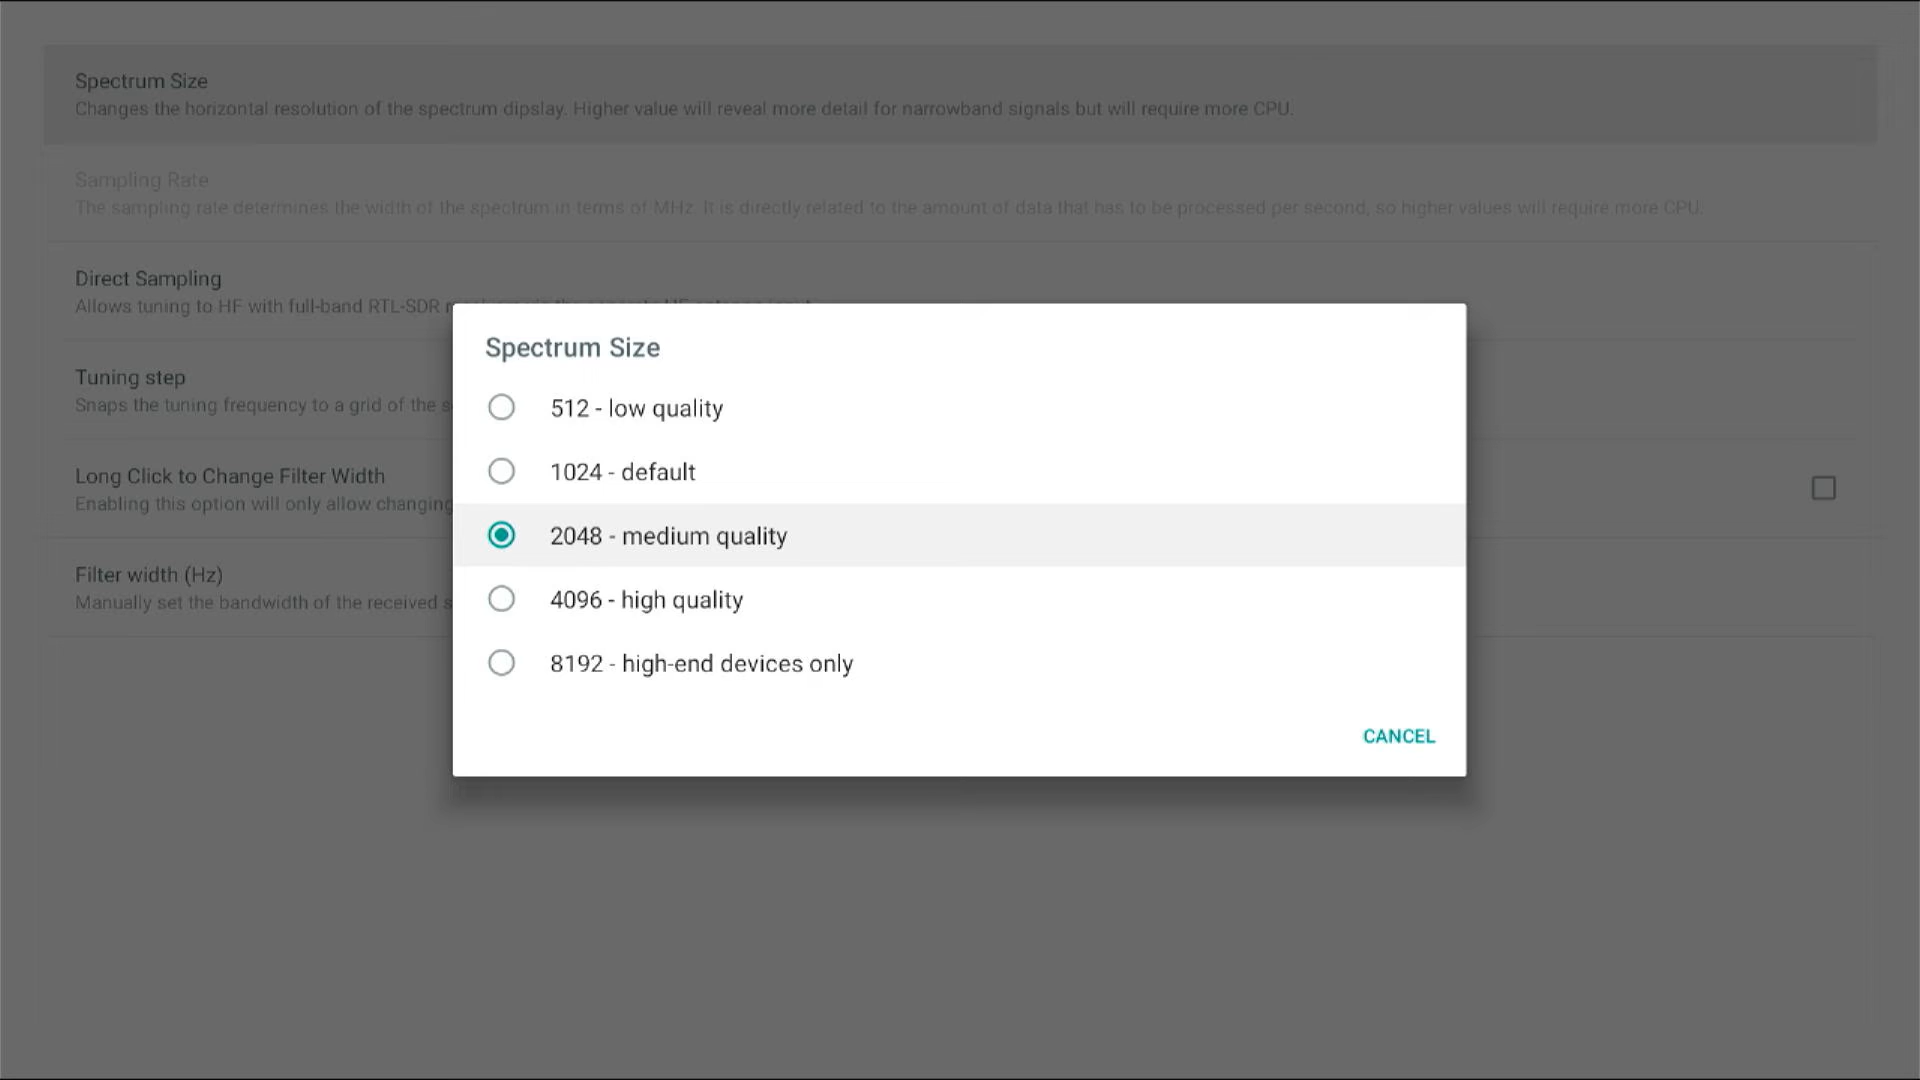 Spectrum Size
Changes the horizontal resolution of the spectrum dipslay. Higher value will reveal more detail for narrowband signals but will require more CPU.
Sampling Rate
The sampling rate determines the width of the spectrum in terms of MHz. It is directly related to the amount of data that has to be processed per second, so higher values will require more CPU.
Direct Sampling
Allows tuning to HF with full-band RTL-SDR
Tuning step
Snaps the tuning frequency to a grid of the
Long Click to Change Filter Width
Enabling this option will only allow changing
Filter width (Hz)
Manually set the bandwidth of the received
Spectrum Size
512 - low quality
1024 - default
2048 - medium quality
4096 - high quality
8192 - high-end devices only
CANCEL